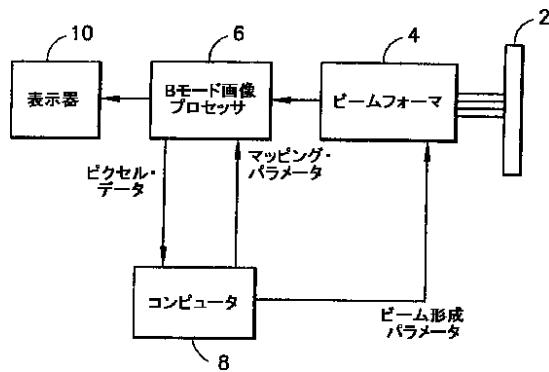 10
6
4
2
表示器
Bモード画像
プロセッサ
ビームフォーマ
ピクセル・
データ
マッピング・
パラメータ
コンピュータ
ビーム形成
パラメータ
8